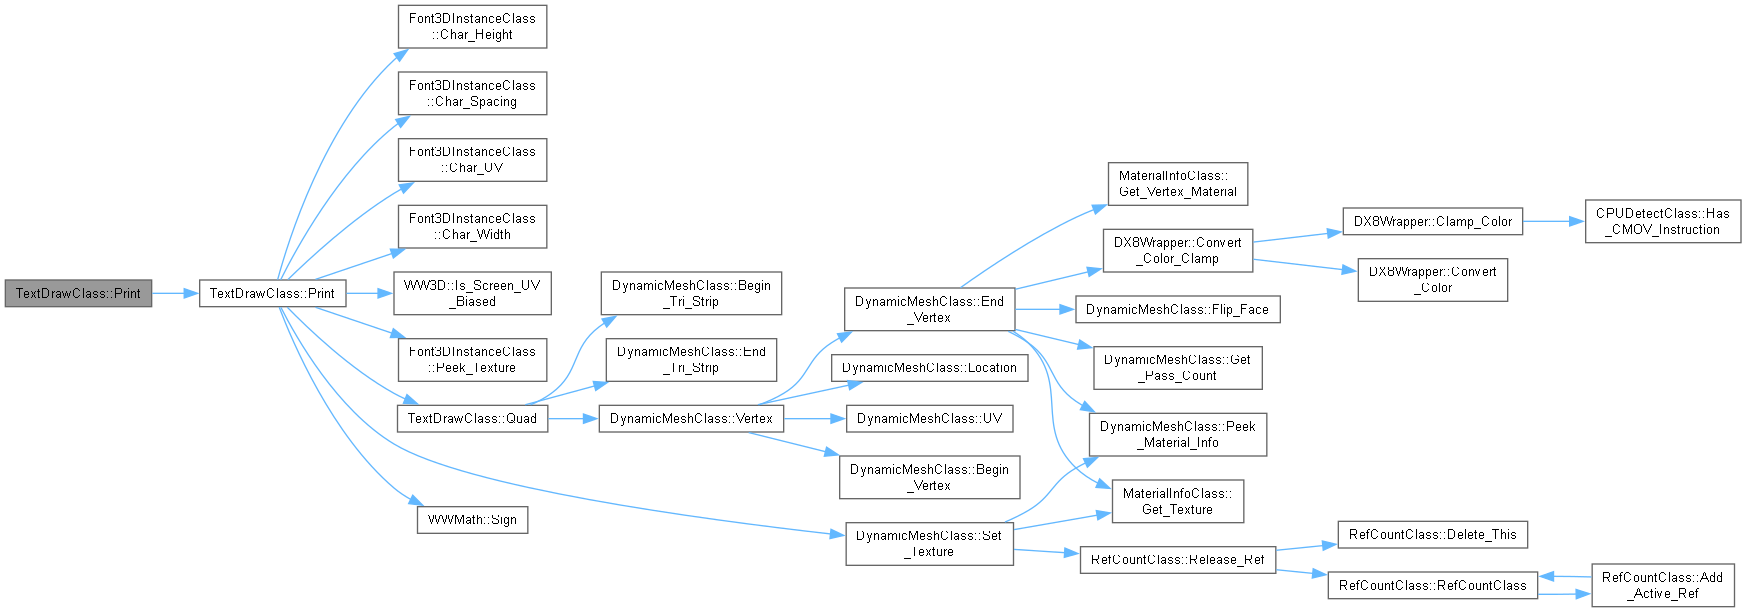 Font3DInstanceClass
::Char_Height
Font3DInstanceClass
::Char_Spacing
Font3DInstanceClass
::Char_UV
Font3DInstanceClass
::Char_Width
TextDrawClass::Print
TextDrawClass::Print
WW3D::Is_Screen_UV
_Biased
Font3DInstanceClass
::Peek_Texture
TextDrawClass::Quad
WWMath::Sign
DynamicMeshClass::Begin
_Tri_Strip
DynamicMeshClass::End
_Tri_Strip
DynamicMeshClass::Vertex
DynamicMeshClass::End
_Vertex
DynamicMeshClass::Location
DynamicMeshClass::UV
DynamicMeshClass::Begin
_Vertex
DynamicMeshClass::Set
_Texture
MaterialInfoClass::
Get_Vertex_Material
DX8Wrapper::Convert
_Color_Clamp
DynamicMeshClass::Flip_Face
DynamicMeshClass::Get
_Pass_Count
DynamicMeshClass::Peek
_Material_Info
MaterialInfoClass::
Get_Texture
RefCountClass::Release_Ref
DX8Wrapper::Clamp_Color
DX8Wrapper::Convert
_Color
CPUDetectClass::Has
_CMOV_Instruction
RefCountClass::Delete_This
RefCountClass::RefCountClass
RefCountClass::Add
_Active_Ref